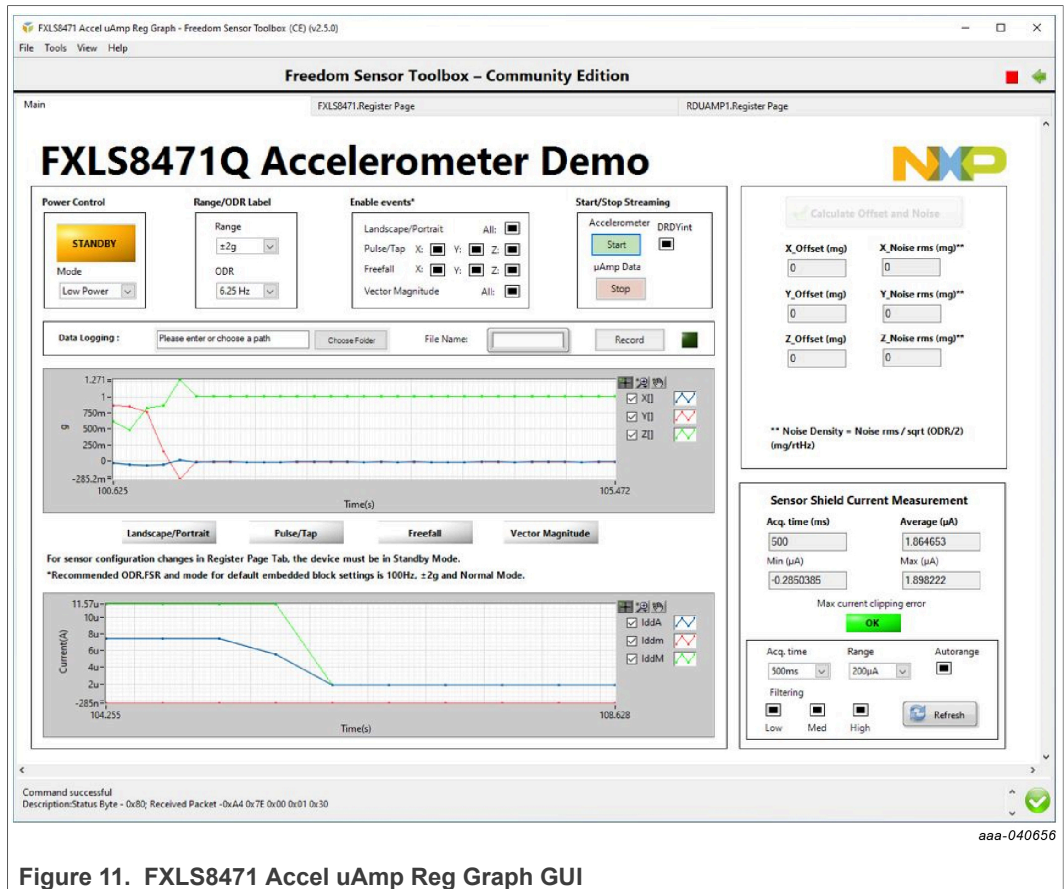 FXLS8471 Accel uAmp Reg Graph - Freedom Sensor Toolbox (CE) (v2.5.0)
File Tools View Help
Freedom Sensor Toolbox – Community Edition
Main
FXLS8471.Register Page
RDUAMP1.Register Page
FXLS8471Q Accelerometer Demo
NXP
Power Control
STANDBY
Mode
Low Power
Range/ODR Label
Range
±2g
ODR
6.25 Hz
Enable events*
Landscape/Portrait All:
Pulse/Tap X: Y: Z:
Freefall X: Y: Z:
Vector Magnitude All:
Start/Stop Streaming
Accelerometer DRDYint
Start
µAmp Data
Stop
Calculate Offset and Noise
X_Offset (mg) X_Noise rms (mg)**
0 0
Y_Offset (mg) Y_Noise rms (mg)**
0 0
Z_Offset (mg) Z_Noise rms (mg)**
0 0
** Noise Density = Noise rms / sqrt (ODR/2)
(mg/rtHz)
Data Logging : Please enter or choose a path Choose Folder File Name: Record
1.271
1
750m
500m
250m
0
-285.2m
g
100.625
105.472
Time(s)
X[]
Y[]
Z[]
Landscape/Portrait Pulse/Tap Freefall Vector Magnitude
For sensor configuration changes in Register Page Tab, the device must be in Standby Mode.
*Recommended ODR,FSR and mode for default embedded block settings is 100Hz, ±2g and Normal Mode.
11.57u
10u
8u
6u
4u
2u
-285n
Current(A)
104.255
108.628
Time(s)
IddA
Iddm
IddM
Sensor Shield Current Measurement
Acq. time (ms) Average (µA)
500 1.864653
Min (µA) Max (µA)
-0.2850385 1.898222
Max current clipping error
OK
Acq. time Range Autorange
500ms 200µA
Filtering
Low Med High
Refresh
Command successful
Description:Status Byte - 0x80; Received Packet -0xA4 0x7E 0x00 0x01 0x30
aaa-040656
Figure 11. FXLS8471 Accel uAmp Reg Graph GUI